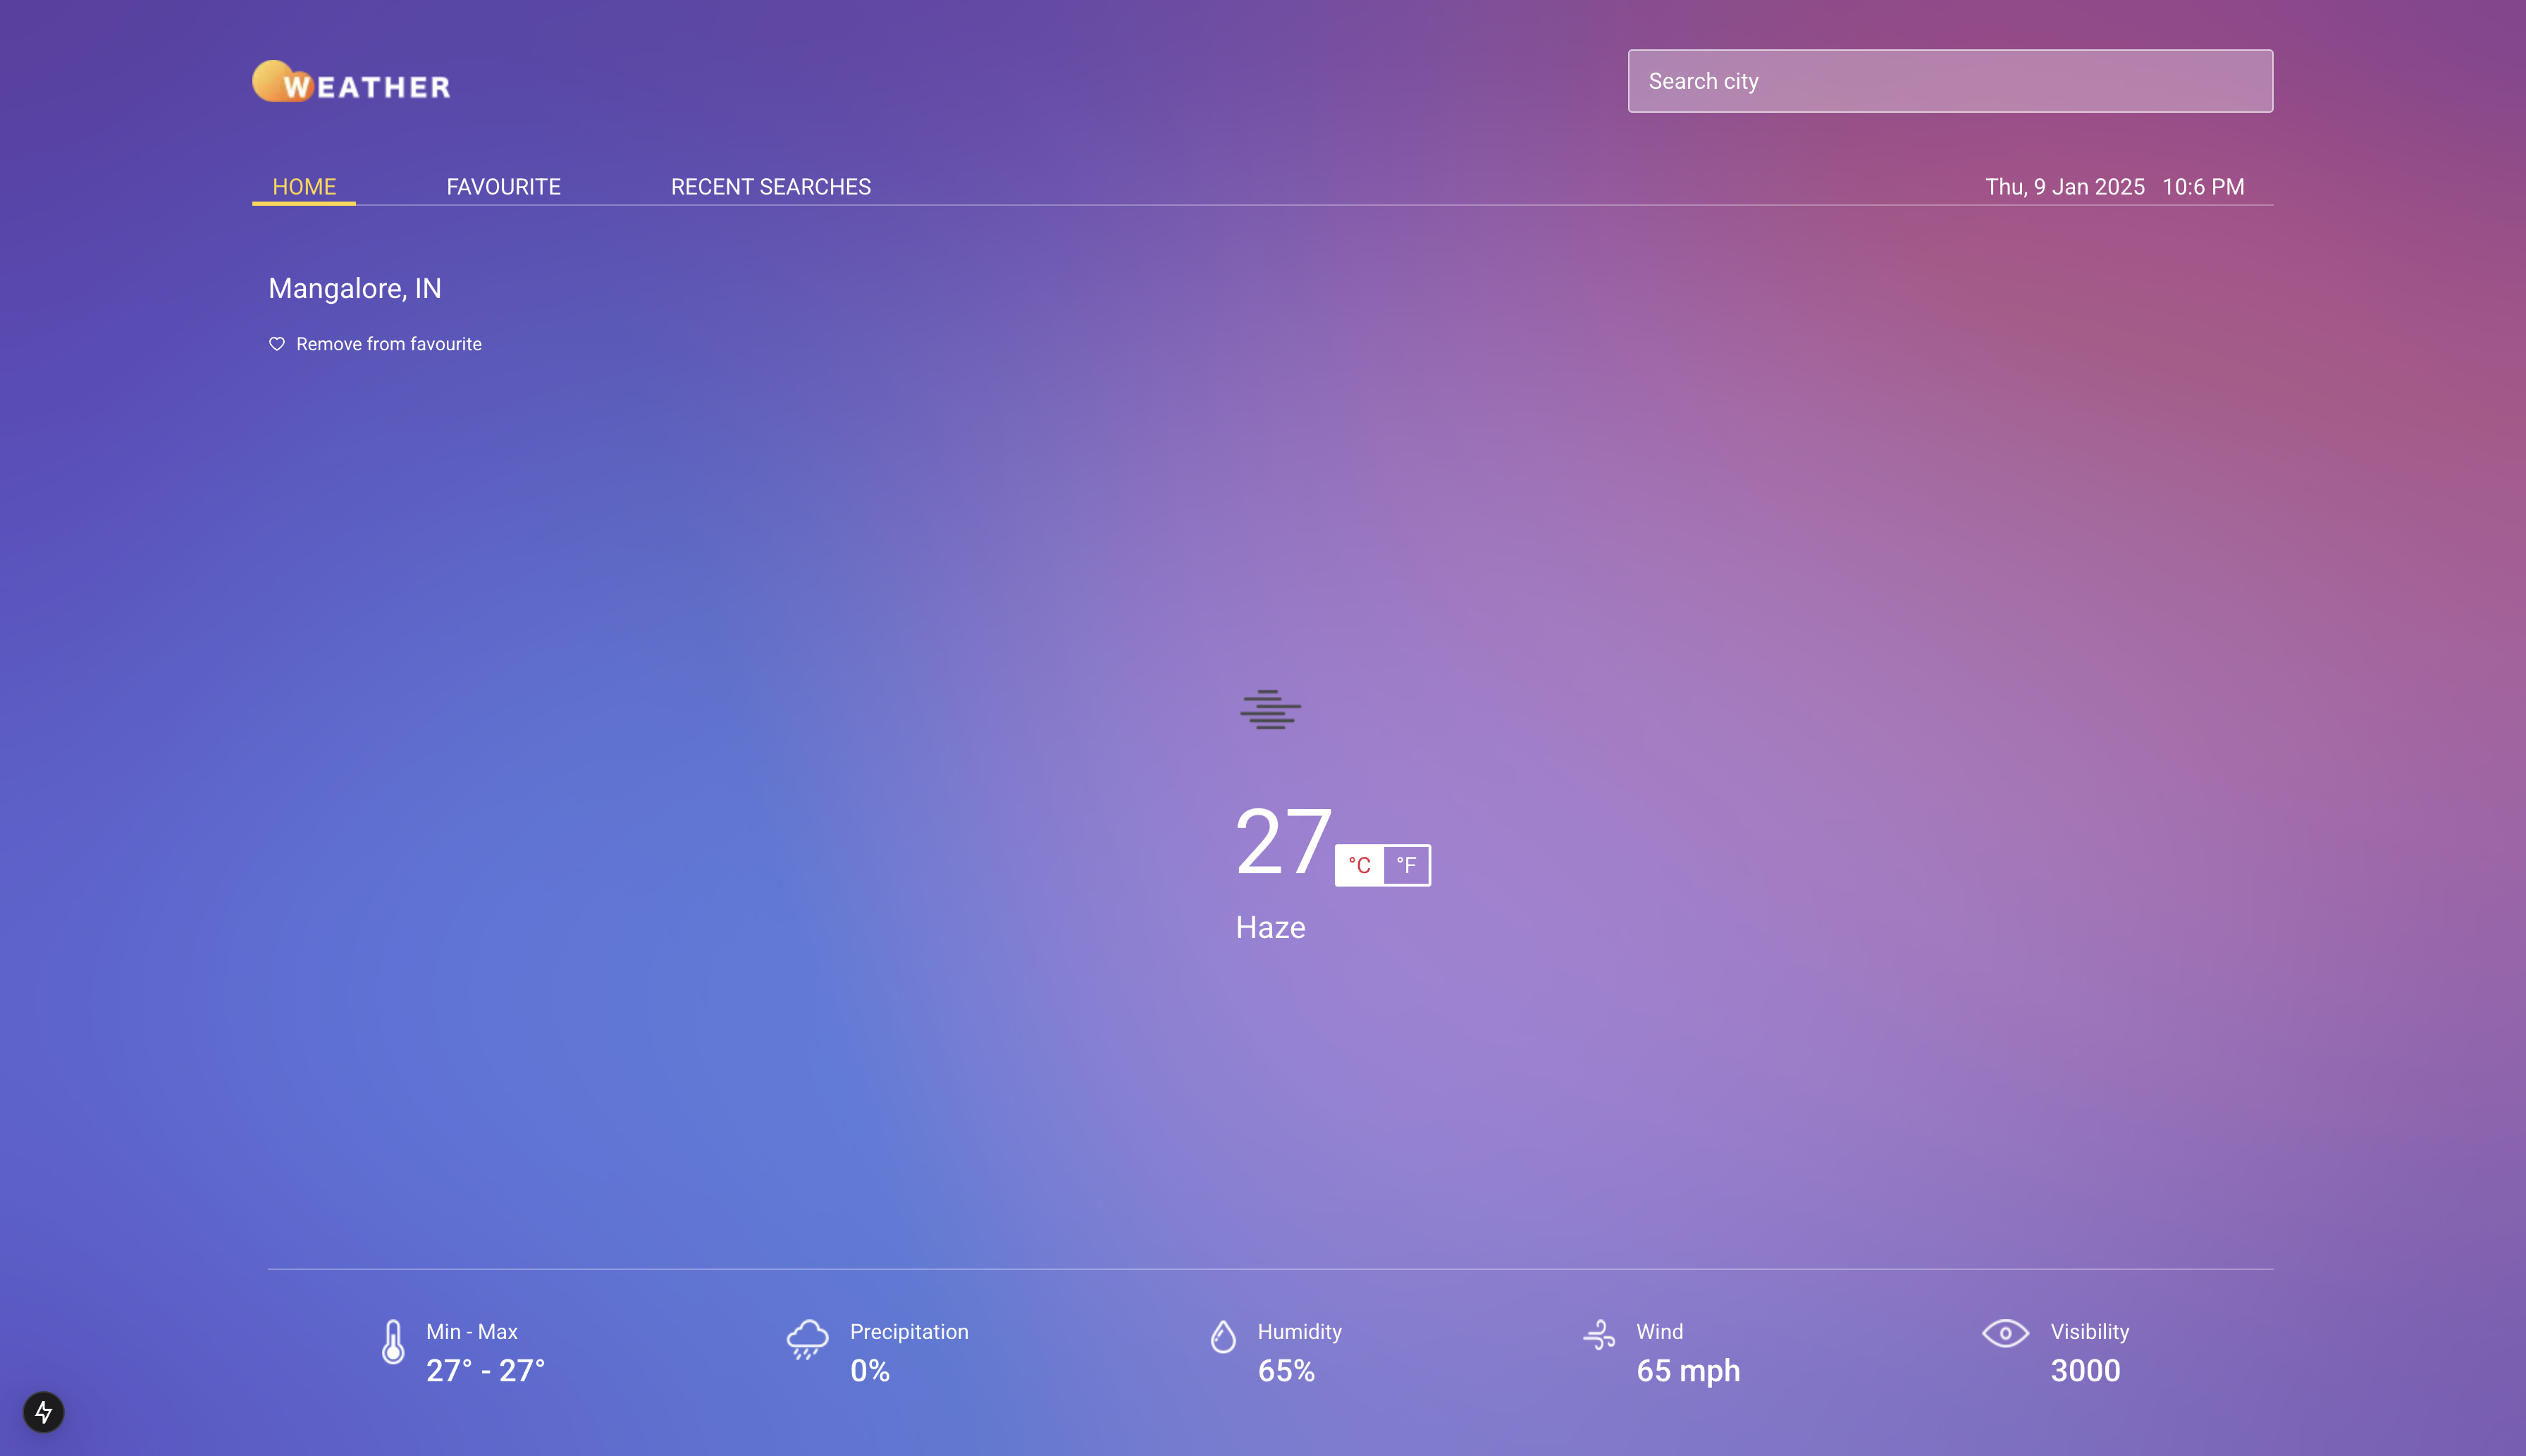 WEATHER
Search city
HOME FAVOURITE RECENT SEARCHES Thu, 9 Jan 2025 10:6 PM
Mangalore, IN
Remove from favourite
27 °C °F
Haze
Min - Max Precipitation Humidity Wind Visibility
27° - 27° 0% 65% 65 mph 3000